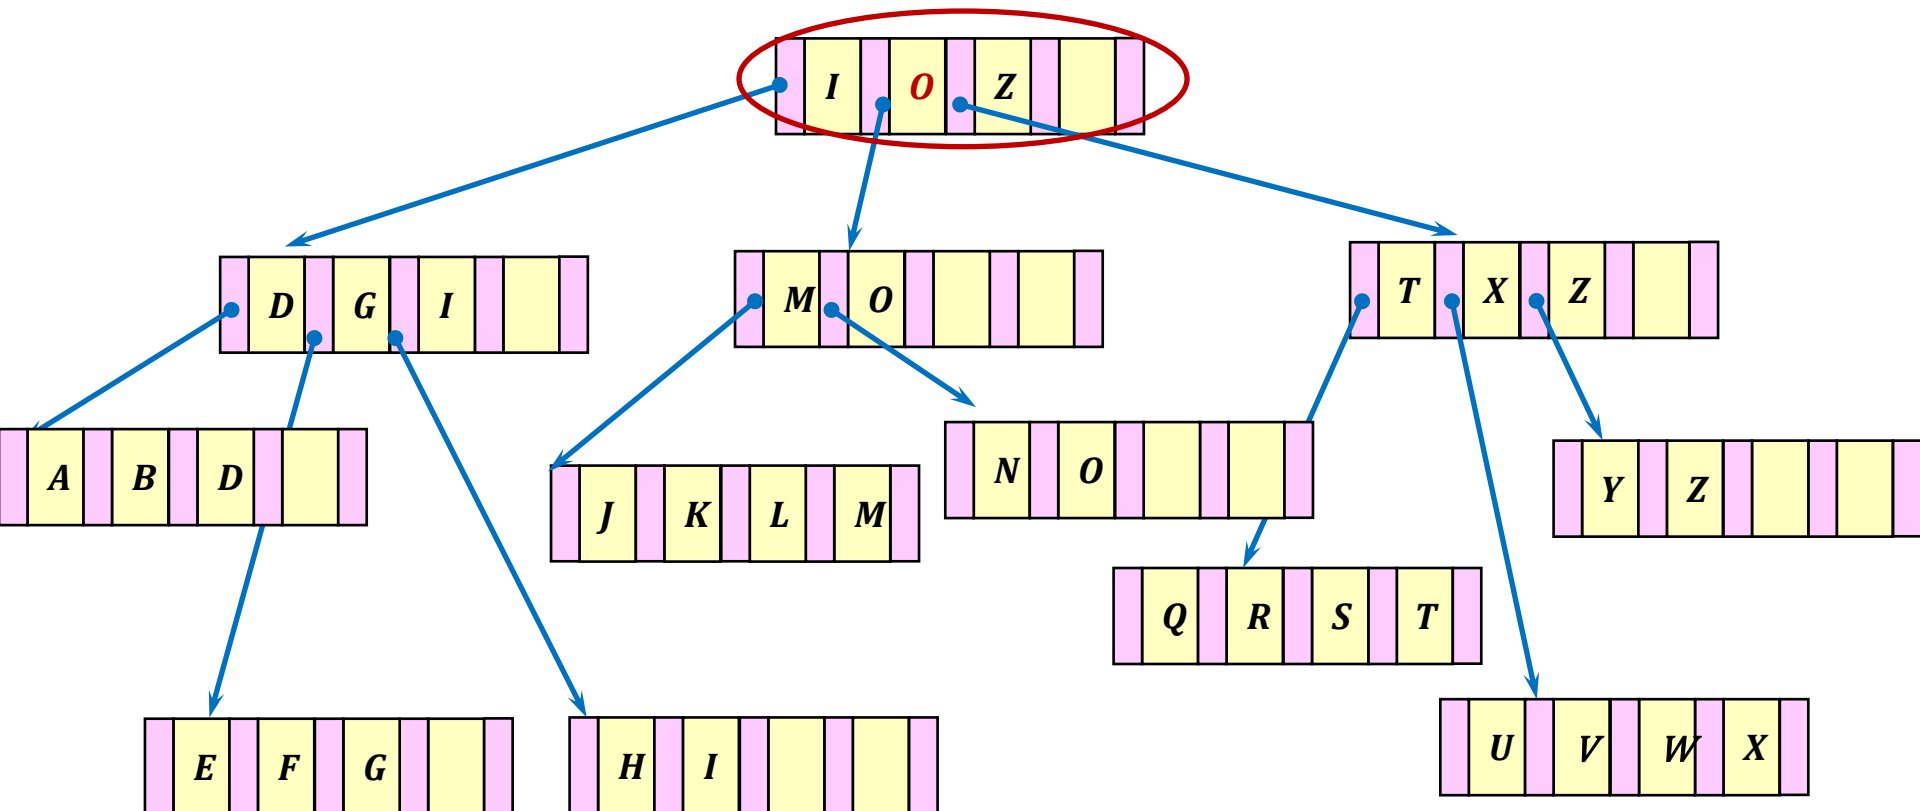 I O Z
D G I
M O
T X Z
A B D
J K L M
N O
Y Z
Q R S T
E F G
H I
U V W X